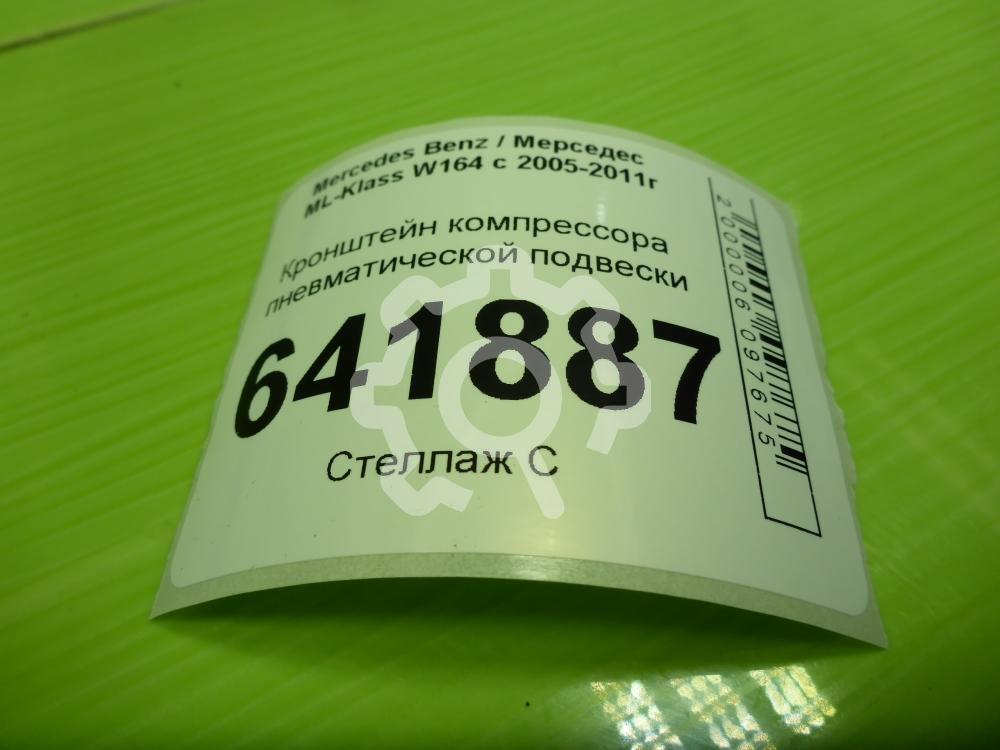 Mercedes Benz / Мерседес
ML-Klass W164 с 2005-2011г
Кронштейн компрессора
пневматической подвески
641887
Стеллаж С
2000006097675